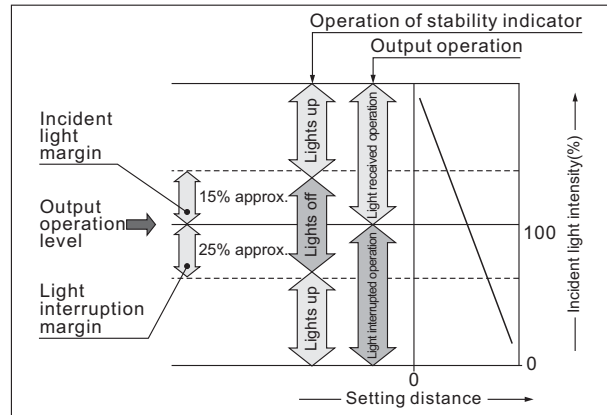 Operation of stability indicator
Output operation
Incident
light
margin
Output
operation
level
Light
interruption
margin
15% approx.
25% approx.
Lights up
Lights off
Lights up
Light received operation
Light interrupted operation
100
0
0
Setting distance
Incident light intensity(%)